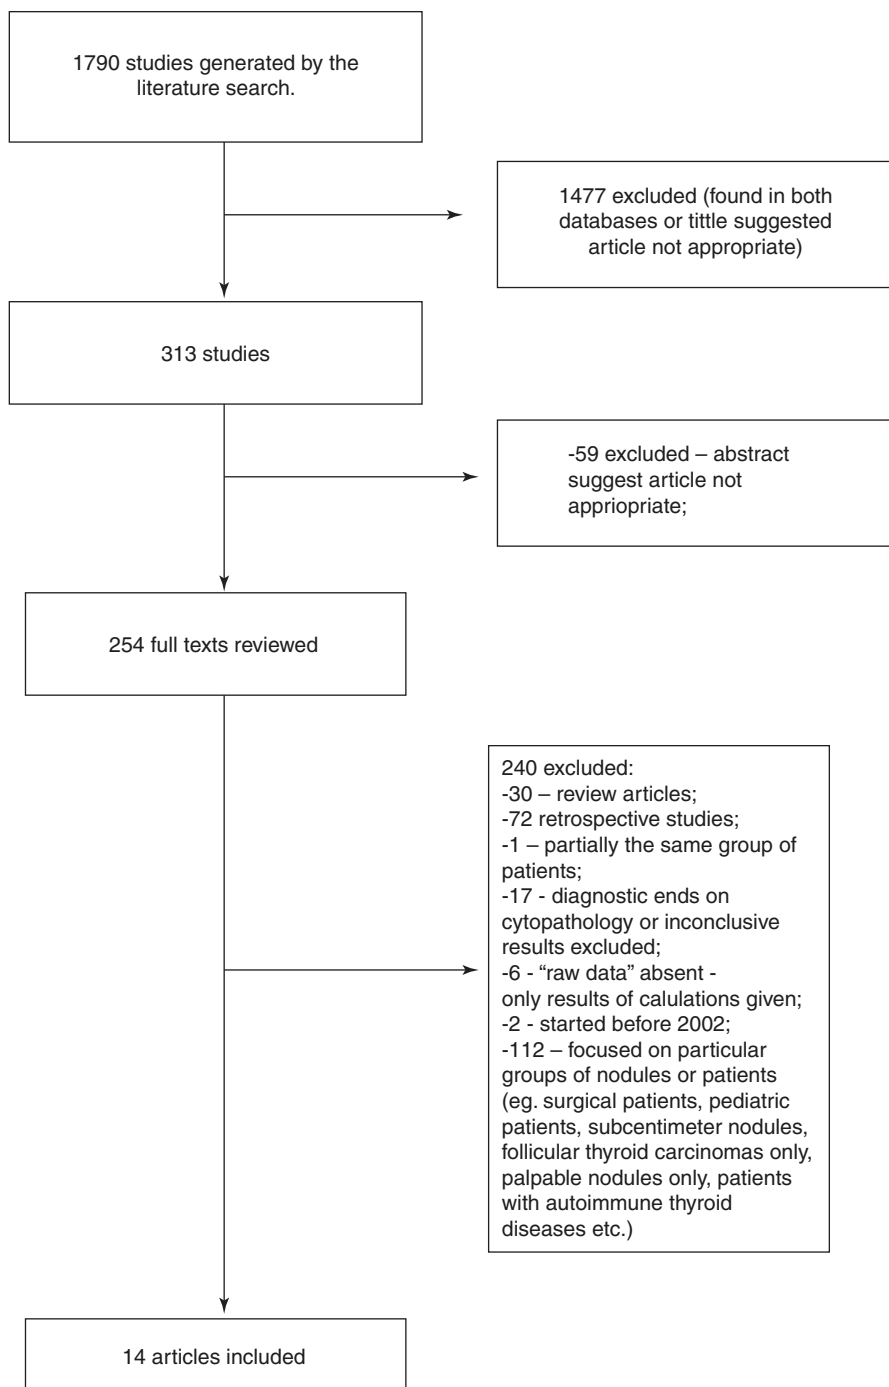 1790 studies generated by the
literature search.
1477 excluded (found in both
databases or tittle suggested
article not appropriate)
313 studies
-59 excluded – abstract
suggest article not
appriopriate;
254 full texts reviewed
240 excluded:
-30 – review articles;
-72 retrospective studies;
-1 – partially the same group of
patients;
-17 - diagnostic ends on
cytopathology or inconclusive
results excluded;
-6 - “raw data” absent -
only results of calulations given;
-2 - started before 2002;
-112 – focused on particular
groups of nodules or patients
(eg. surgical patients, pediatric
patients, subcentimeter nodules,
follicular thyroid carcinomas only,
palpable nodules only, patients
with autoimmune thyroid
diseases etc.)
14 articles included